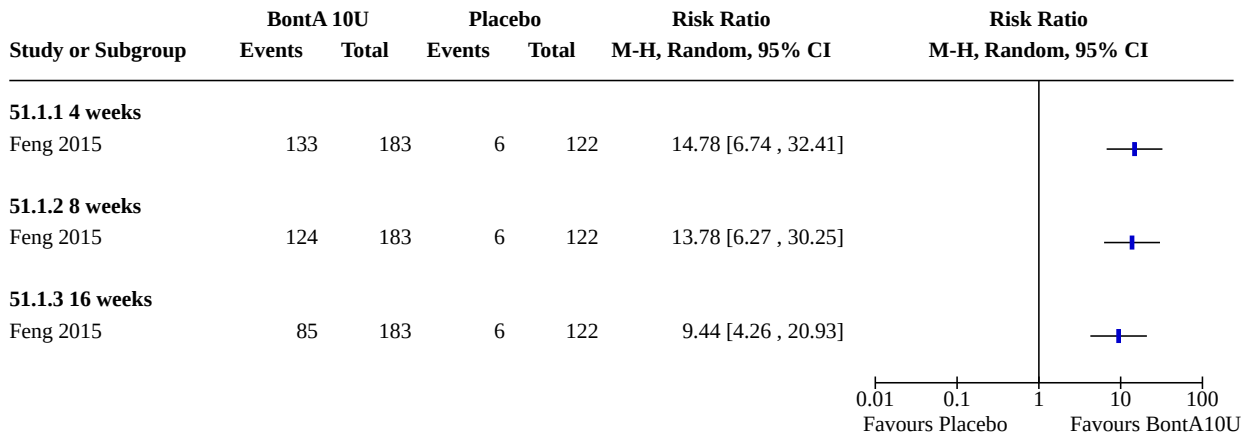 BontA 10U Placebo Risk Ratio Risk Ratio
Study or Subgroup Events Total Events Total M-H, Random, 95% CI M-H, Random, 95% CI
51.1.1 4 weeks
Feng 2015 133 183 6 122 14.78 [6.74 , 32.41]
51.1.2 8 weeks
Feng 2015 124 183 6 122 13.78 [6.27 , 30.25]
51.1.3 16 weeks
Feng 2015 85 183 6 122 9.44 [4.26 , 20.93]
0.01 0.1 1 10 100
Favours Placebo Favours BontA10U